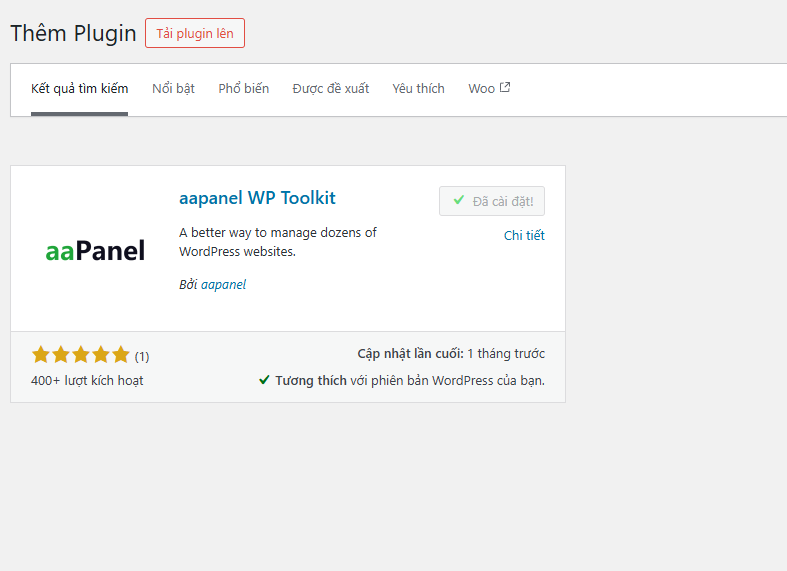 Thêm Plugin
Tải plugin lên
Kết quả tìm kiếm
Nổi bật
Phổ biến
Được đề xuất
Yêu thích
Woo
aaPanel
aapanel WP Toolkit
Đã cài đặt!
Chi tiết
A better way to manage dozens of
WordPress websites.
Bởi aapanel
(1)
Cập nhật lần cuối: 1 tháng trước
400+ lượt kích hoạt
Tương thích với phiên bản WordPress của bạn.